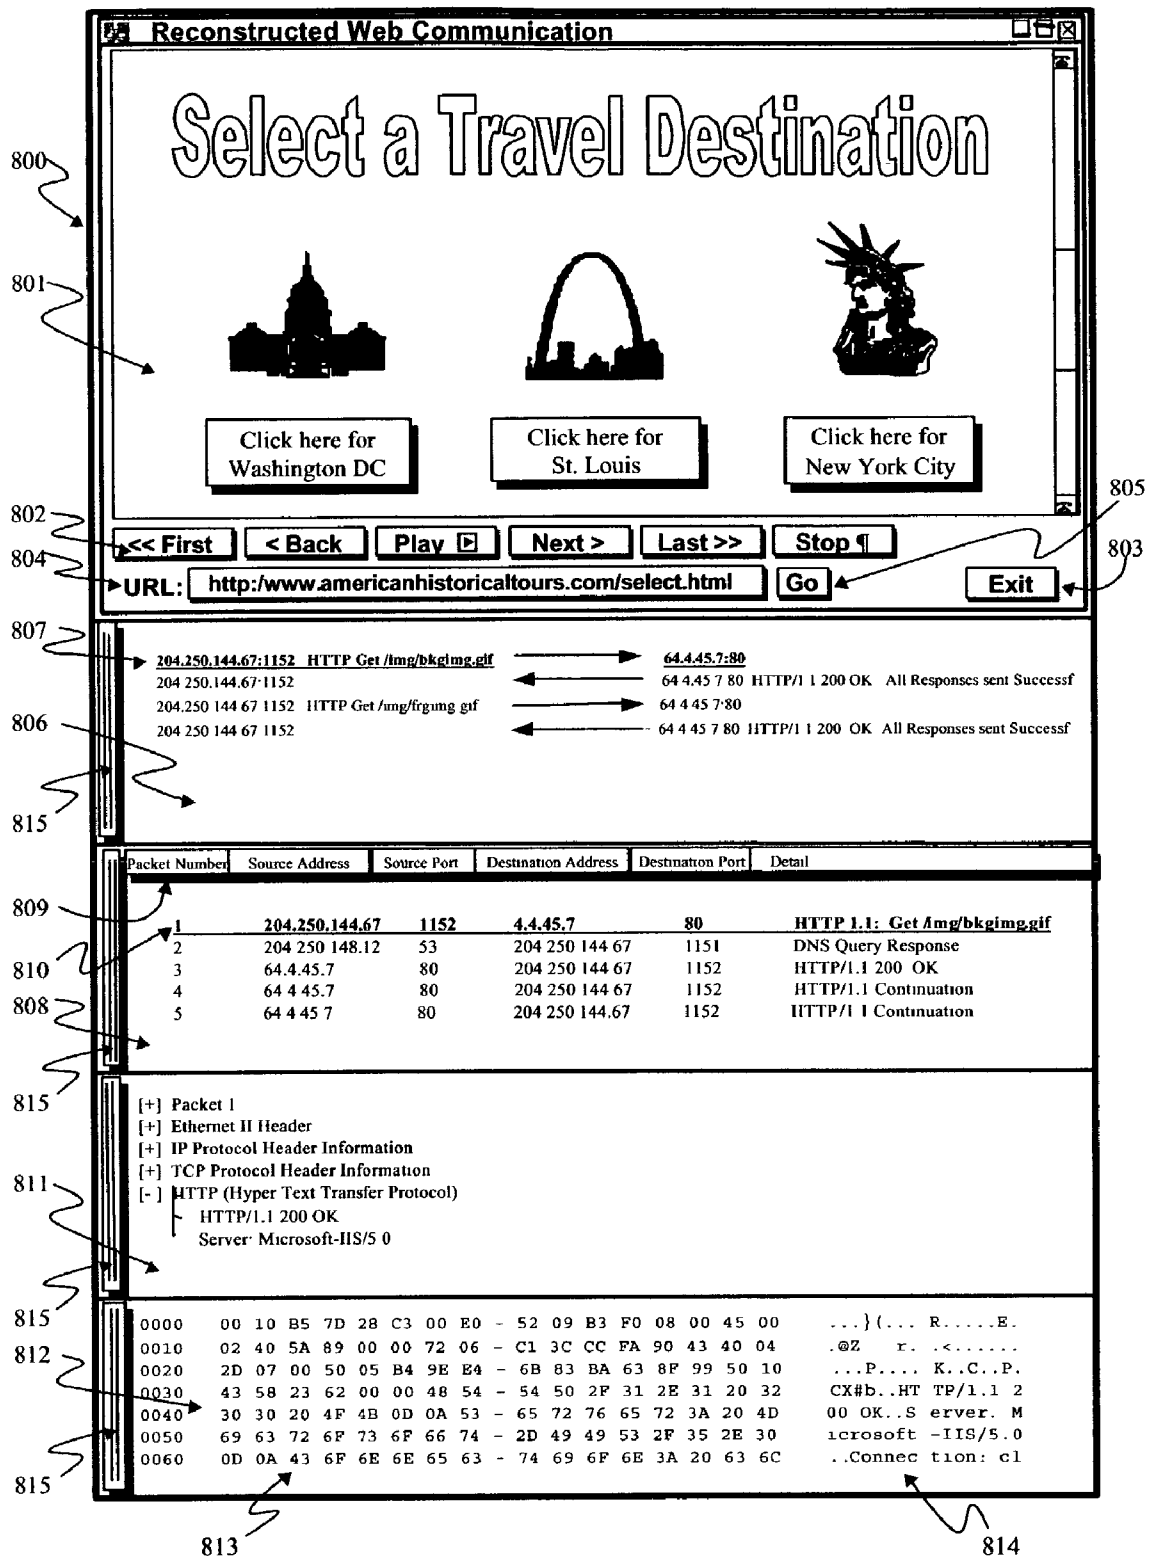 Reconstructed Web Communication
Select a Travel Destination
800
801
Click here for
Washington DC
Click here for
St. Louis
Click here for
New York City
802
805
<< First
< Back
Play
Next >
Last >>
Stop ¶
804
803
URL:
http:/www.americanhistoricaltours.com/select.html
Go
Exit
807
204.250.144.67:1152 HTTP Get /img/bkgimg.gif 64.4.45.7:80
204 250.144.67·1152 64 4.45 7 80 HTTP/1 1 200 OK All Responses sent Successf
204.250 144 67 1152 HTTP Get /img/frgimg gif 64 4 45 7·80
204 250 144 67 1152 64 4 45 7 80 HTTP/1 1 200 OK All Responses sent Successf
806
815
Packet Number Source Address Source Port Destination Address Destination Port Detail
809
1 204.250.144.67 1152 4.4.45.7 80 HTTP 1.1: Get /img/bkgimg.gif
2 204 250 148.12 53 204 250 144 67 1151 DNS Query Response
3 64.4.45.7 80 204 250 144 67 1152 HTTP/1.1 200 OK
4 64 4 45.7 80 204 250 144 67 1152 HTTP/1.1 Continuation
5 64 4 45 7 80 204 250 144.67 1152 HTTP/1 1 Continuation
810
808
815
[+] Packet 1
[+] Ethernet II Header
[+] IP Protocol Header Information
[+] TCP Protocol Header Information
[-] HTTP (Hyper Text Transfer Protocol)
HTTP/1.1 200 OK
Server· Microsoft-IIS/5 0
811
815
0000 00 10 B5 7D 28 C3 00 E0 - 52 09 B3 F0 08 00 45 00 ...}(... R.....E.
0010 02 40 5A 89 00 00 72 06 - C1 3C CC FA 90 43 40 04 .@Z r. .<......
0020 2D 07 00 50 05 B4 9E E4 - 6B 83 BA 63 8F 99 50 10 ...P.... K..C..P.
0030 43 58 23 62 00 00 48 54 - 54 50 2F 31 2E 31 20 32 CX#b..HT TP/1.1 2
0040 30 30 20 4F 4B 0D 0A 53 - 65 72 76 65 72 3A 20 4D 00 OK..S erver. M
0050 69 63 72 6F 73 6F 66 74 - 2D 49 49 53 2F 35 2E 30 icrosoft -IIS/5.0
0060 0D 0A 43 6F 6E 6E 65 63 - 74 69 6F 6E 3A 20 63 6C ..Connec tion: cl
812
815
813
814